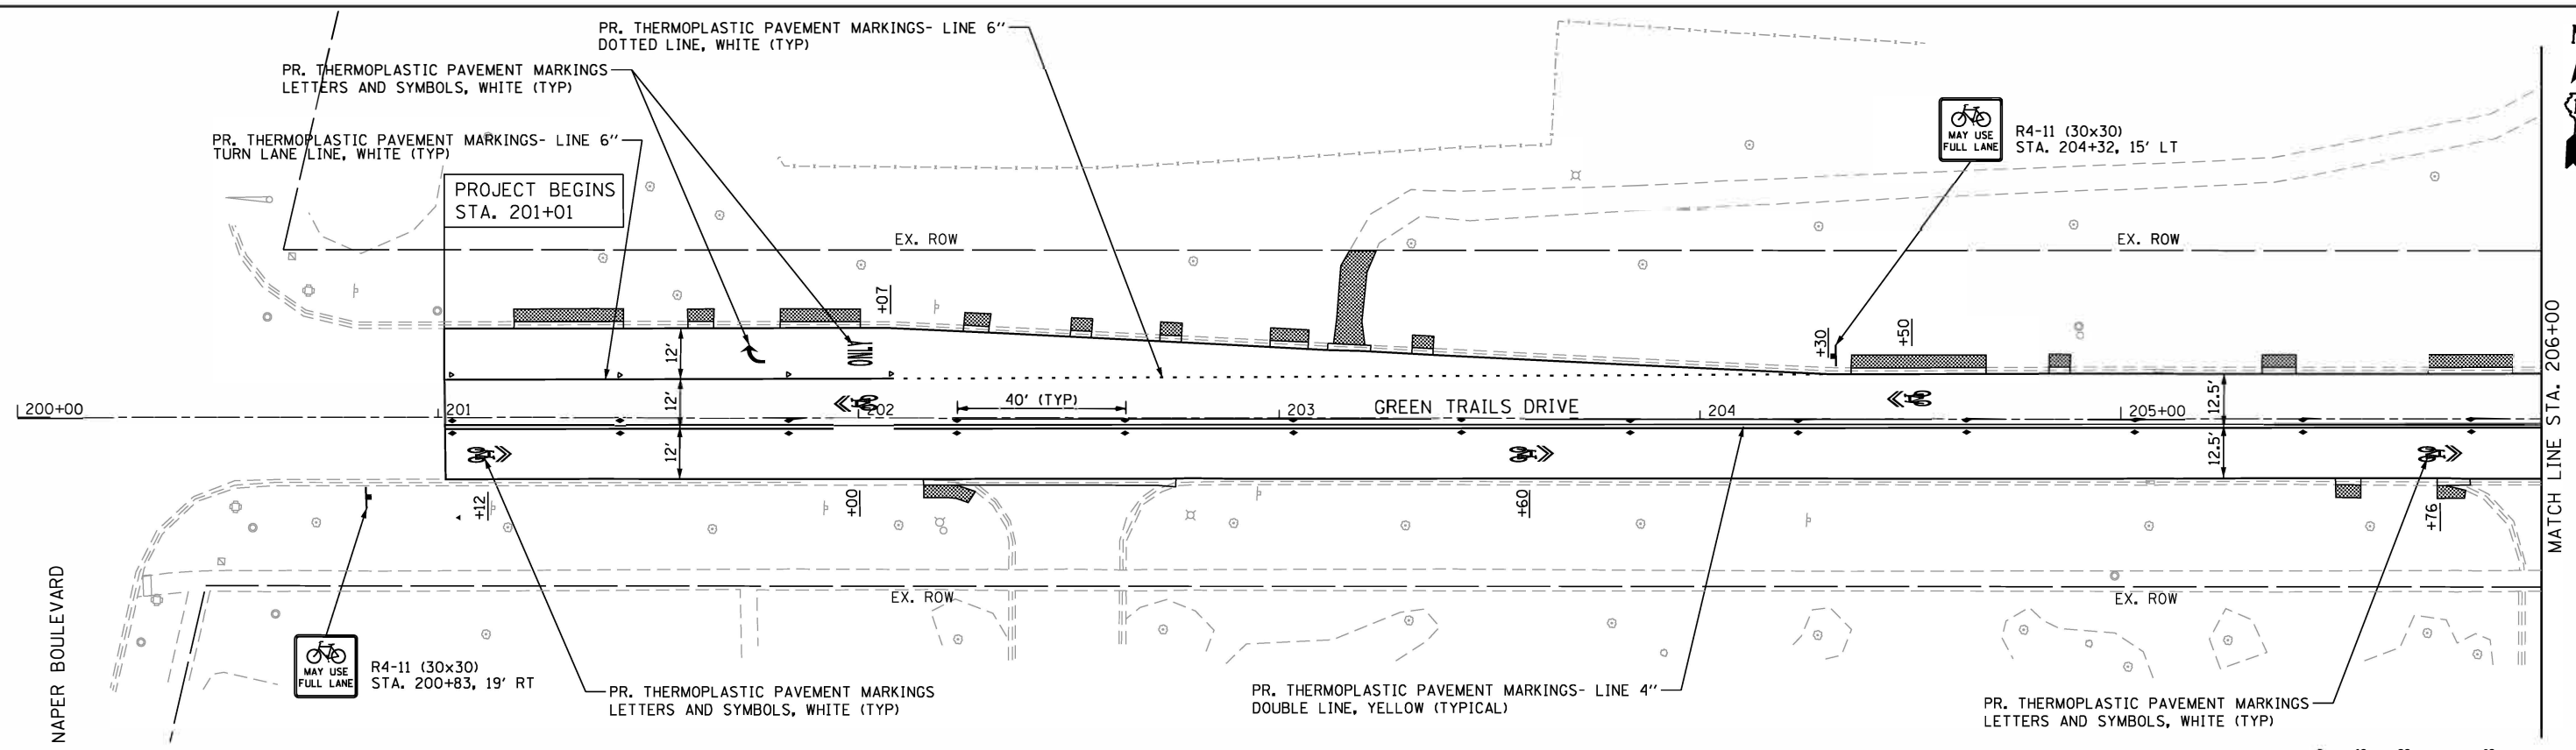 PR. THERMOPLASTIC PAVEMENT MARKINGS- LINE 6"
DOTTED LINE, WHITE (TYP)
PR. THERMOPLASTIC PAVEMENT MARKINGS
LETTERS AND SYMBOLS, WHITE (TYP)
PR. THERMOPLASTIC PAVEMENT MARKINGS- LINE 6"
TURN LANE LINE, WHITE (TYP)
PROJECT BEGINS
STA. 201+01
MAY USE
FULL LANE
R4-11 (30x30)
STA. 204+32, 15' LT
EX. ROW
EX. ROW
+07
+30
+50
12'
ONLY
12'
12'
200+00
201
202
40' (TYP)
203
GREEN TRAILS DRIVE
204
205+00
12.5'
12.5'
MATCH LINE STA. 206+00
+12
+00
+60
+76
EX. ROW
EX. ROW
NAPER BOULEVARD
MAY USE
FULL LANE
R4-11 (30x30)
STA. 200+83, 19' RT
PR. THERMOPLASTIC PAVEMENT MARKINGS
LETTERS AND SYMBOLS, WHITE (TYP)
PR. THERMOPLASTIC PAVEMENT MARKINGS- LINE 4"
DOUBLE LINE, YELLOW (TYPICAL)
PR. THERMOPLASTIC PAVEMENT MARKINGS
LETTERS AND SYMBOLS, WHITE (TYP)